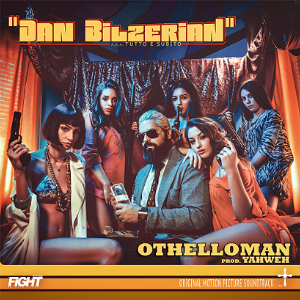 "Dan Bilzerian"
A.K.A. TUTTO E SUBITO
OTHELLOMAN
PROD. YAHWEH
FIGHT
ORIGINAL MOTION PICTURE SOUNDTRACK